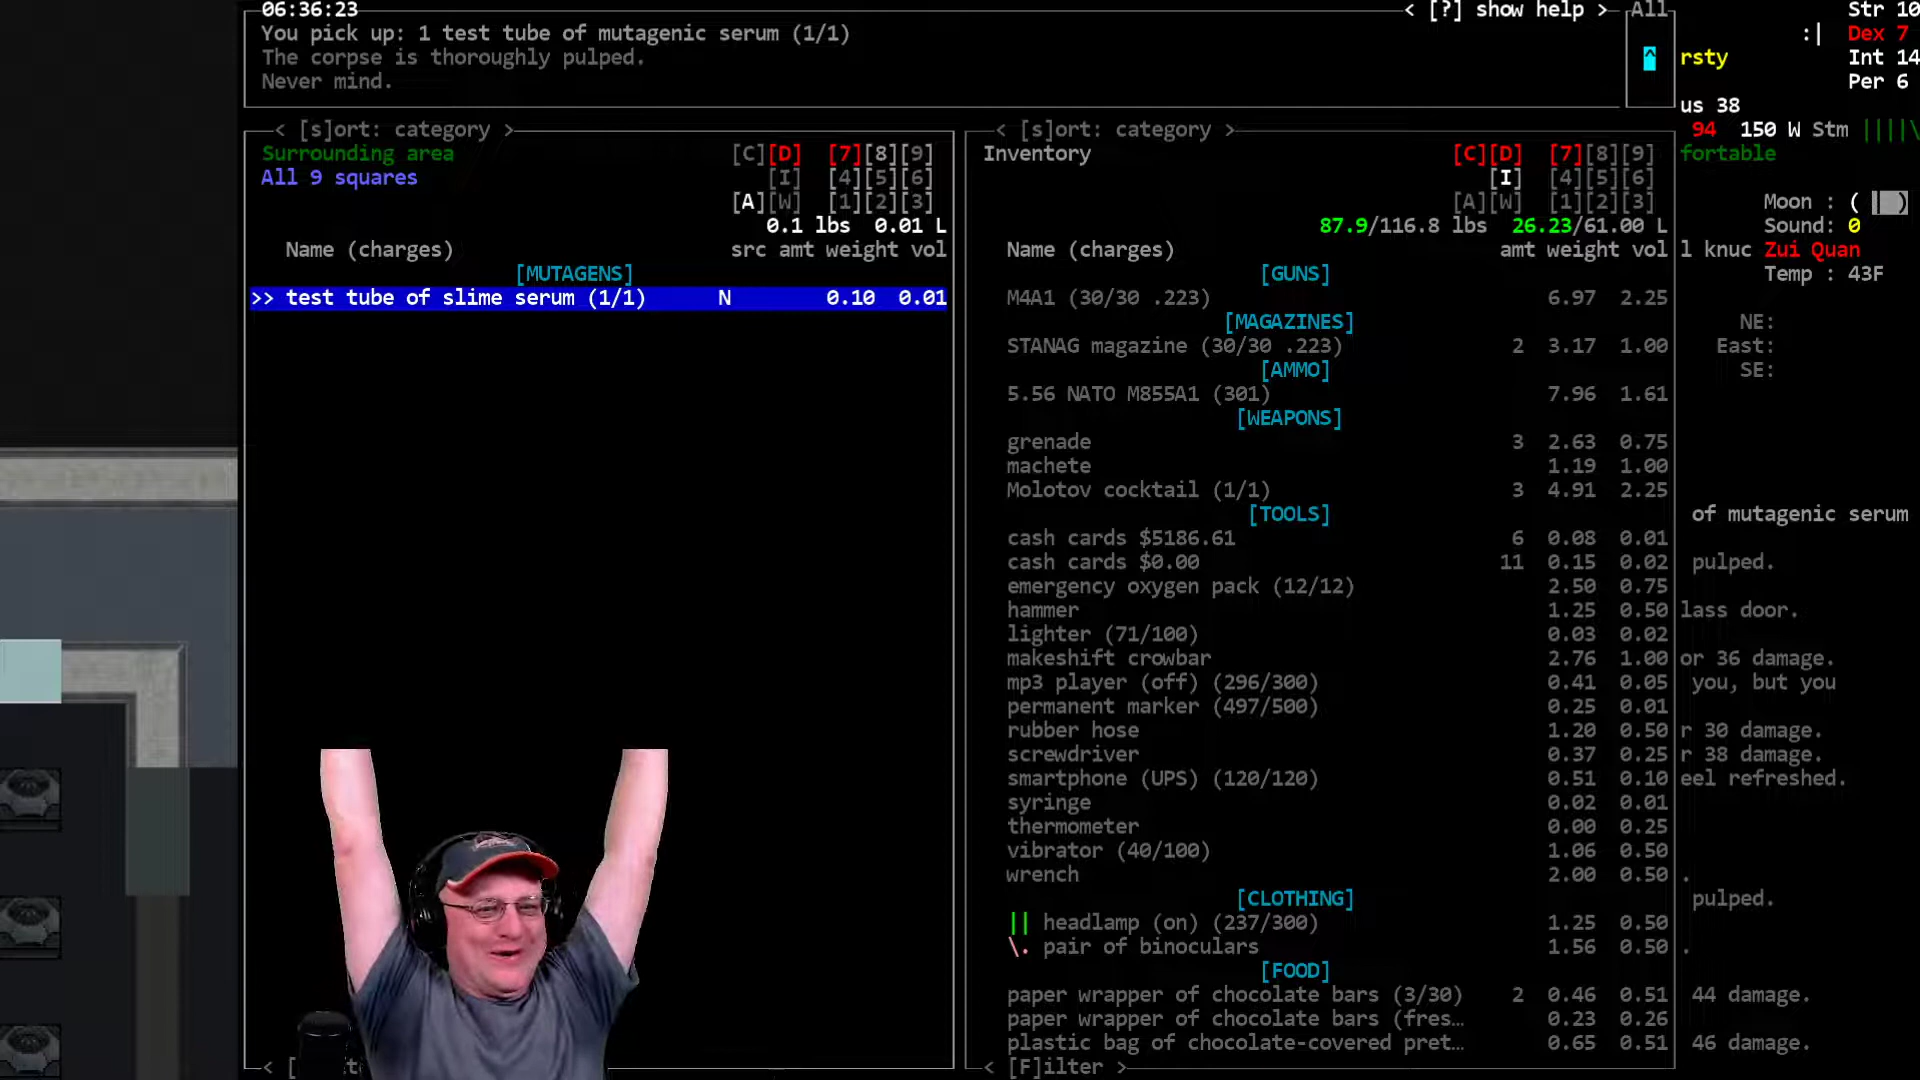 06:36:23
< [?] show help >
You pick up: 1 test tube of mutagenic serum (1/1)
The corpse is thoroughly pulped.
Never mind.
All
^
Str 10
:| Dex 7
rsty Int 14
Per 6
us 38
94 150 W Stm ||||\
fortable
Moon : ( | )
Sound: 0
l knuc Zui Quan
Temp : 43F
NE:
East:
SE:
of mutagenic serum
pulped.
lass door.
or 36 damage.
you, but you
r 30 damage.
r 38 damage.
eel refreshed.
.
pulped.
.
44 damage.
46 damage.
< [s]ort: category >
Surrounding area [C][D] [7][8][9]
All 9 squares [I] [4][5][6]
[A][W] [1][2][3]
0.1 lbs 0.01 L
Name (charges) src amt weight vol
[MUTAGENS]
>> test tube of slime serum (1/1) N 0.10 0.01
< [
te
< [s]ort: category >
Inventory [C][D] [7][8][9]
[I] [4][5][6]
[A][W] [1][2][3]
87.9/116.8 lbs 26.23/61.00 L
Name (charges) amt weight vol
[GUNS]
M4A1 (30/30 .223) 6.97 2.25
[MAGAZINES]
STANAG magazine (30/30 .223) 2 3.17 1.00
[AMMO]
5.56 NATO M855A1 (301) 7.96 1.61
[WEAPONS]
grenade 3 2.63 0.75
machete 1.19 1.00
Molotov cocktail (1/1) 3 4.91 2.25
[TOOLS]
cash cards $5186.61 6 0.08 0.01
cash cards $0.00 11 0.15 0.02
emergency oxygen pack (12/12) 2.50 0.75
hammer 1.25 0.50
lighter (71/100) 0.03 0.02
makeshift crowbar 2.76 1.00
mp3 player (off) (296/300) 0.41 0.05
permanent marker (497/500) 0.25 0.01
rubber hose 1.20 0.50
screwdriver 0.37 0.25
smartphone (UPS) (120/120) 0.51 0.10
syringe 0.02 0.01
thermometer 0.00 0.25
vibrator (40/100) 1.06 0.50
wrench 2.00 0.50
[CLOTHING]
|| headlamp (on) (237/300) 1.25 0.50
\. pair of binoculars 1.56 0.50
[FOOD]
paper wrapper of chocolate bars (3/30) 2 0.46 0.51
paper wrapper of chocolate bars (fres… 0.23 0.26
plastic bag of chocolate-covered pret… 0.65 0.51
< [F]ilter >